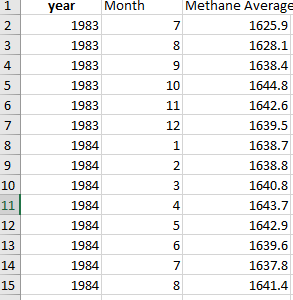 1 year Month Methane Average
2 1983 7 1625.9
3 1983 8 1628.1
4 1983 9 1638.4
5 1983 10 1644.8
6 1983 11 1642.6
7 1983 12 1639.5
8 1984 1 1638.7
9 1984 2 1638.8
10 1984 3 1640.8
11 1984 4 1643.7
12 1984 5 1642.9
13 1984 6 1639.6
14 1984 7 1637.8
15 1984 8 1641.4